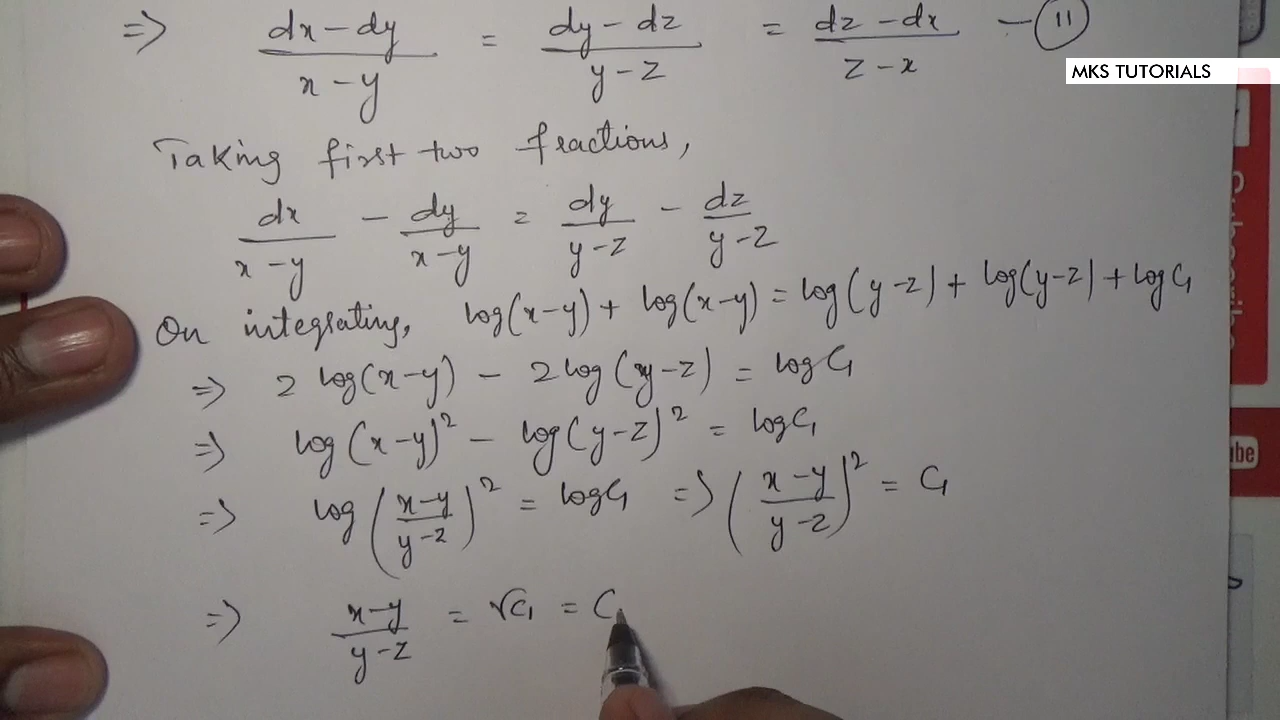 ⇒ dx-dy/x-y = dy-dz/y-z = dz-dx/z-x —(11)
MKS TUTORIALS
Taking first two fractions,
dx/x-y - dy/x-y = dy/y-z - dz/y-z
On integrating, log(x-y) + log(x-y) = log(y-z) + log(y-z) + log C₁
⇒ 2 log(x-y) - 2 log(y-z) = log C₁
⇒ log(x-y)² - log(y-z)² = log C₁
⇒ log(x-y/y-z)² = log C₁ ⇒ (x-y/y-z)² = C₁
⇒ x-y/y-z = √C₁ = C